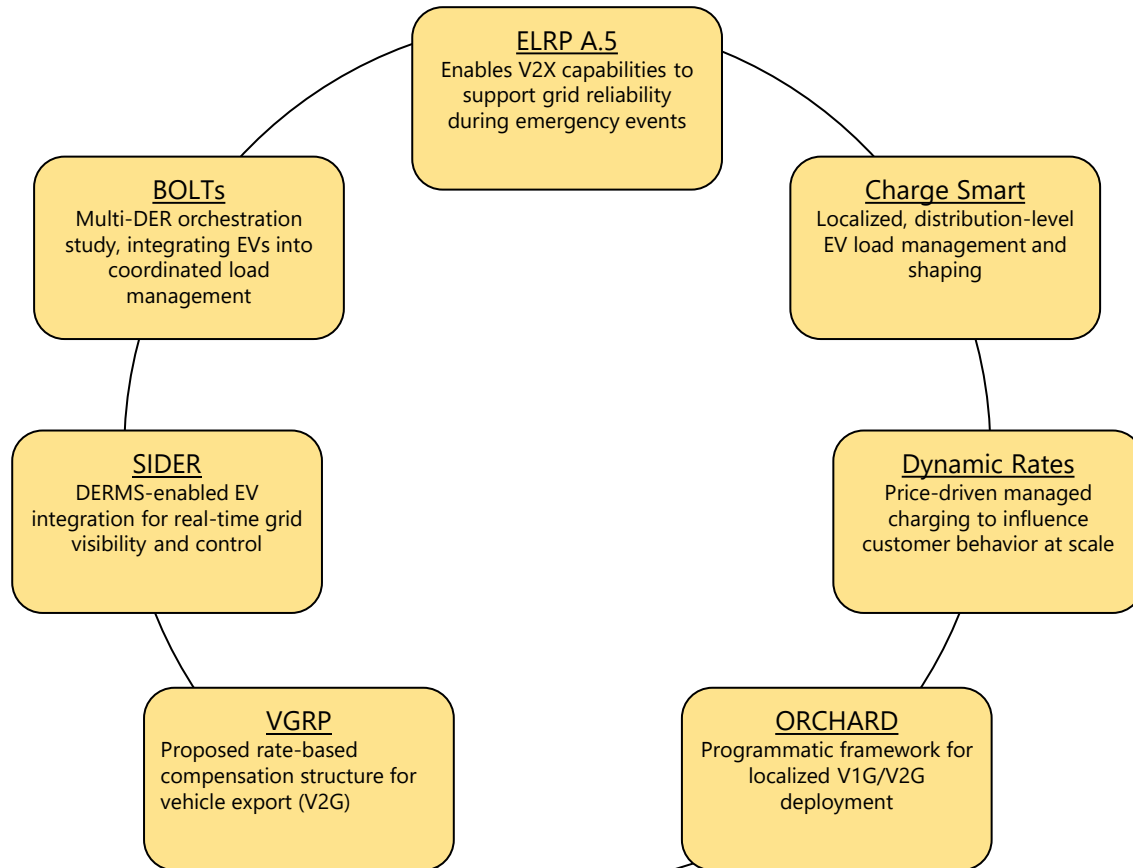 ELRP A.5
Enables V2X capabilities to
support grid reliability
during emergency events
BOLTs
Multi-DER orchestration
study, integrating EVs into
coordinated load
management
Charge Smart
Localized, distribution-level
EV load management and
shaping
SIDER
DERMS-enabled EV
integration for real-time grid
visibility and control
Dynamic Rates
Price-driven managed
charging to influence
customer behavior at scale
VGRP
Proposed rate-based
compensation structure for
vehicle export (V2G)
ORCHARD
Programmatic framework for
localized V1G/V2G
deployment